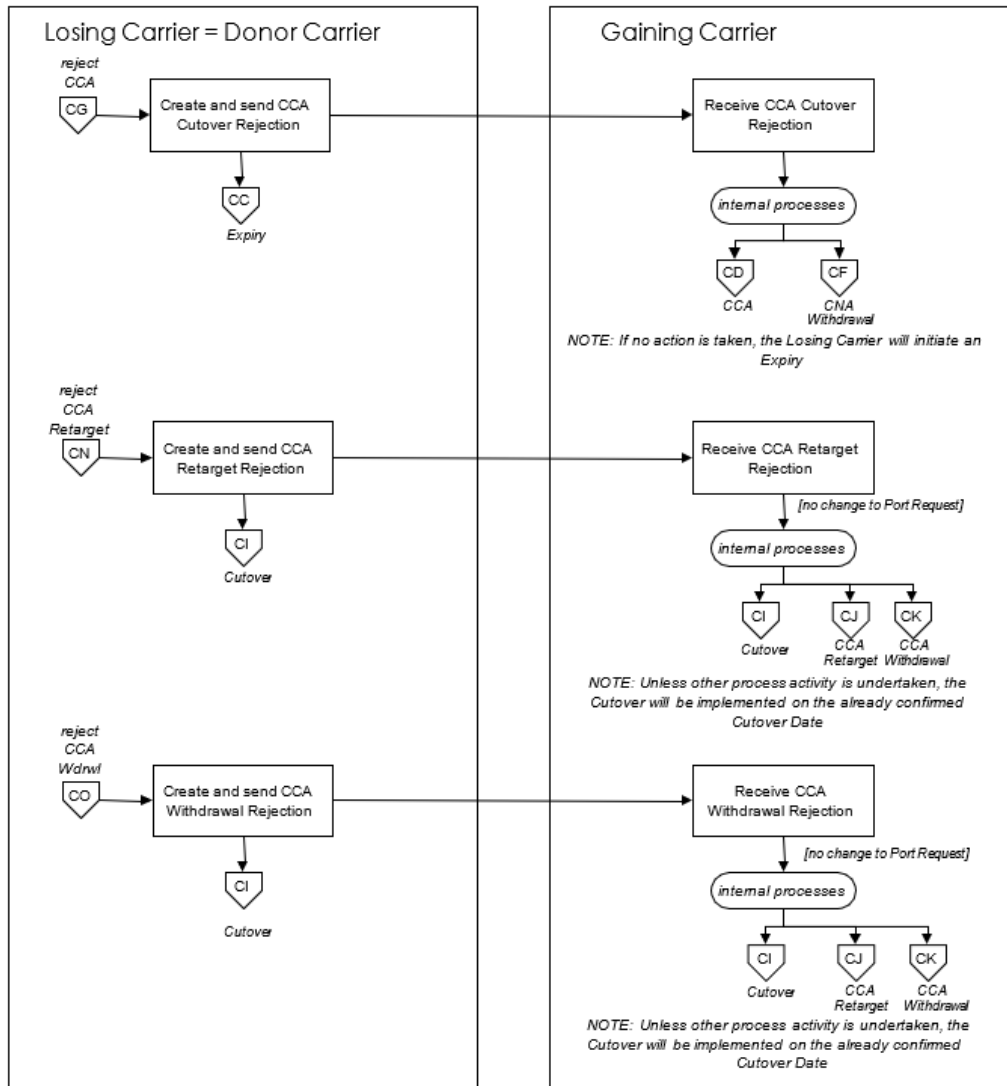 Losing Carrier = Donor Carrier
Gaining Carrier
reject
CCA
CG
Create and send CCA
Cutover Rejection
Receive CCA Cutover
Rejection
CC
Expiry
internal processes
CD
CF
CCA
CNA
Withdrawal
NOTE: If no action is taken, the Losing Carrier will initiate an
Expiry
reject
CCA
Retarget
CN
Create and send CCA
Retarget Rejection
Receive CCA Retarget
Rejection
[no change to Port Request]
CI
Cutover
internal processes
CI
CJ
CK
Cutover
CCA
Retarget
CCA
Withdrawal
NOTE: Unless other process activity is undertaken, the
Cutover will be implemented on the already confirmed
Cutover Date
reject
CCA
Wdrwl
CO
Create and send CCA
Withdrawal Rejection
Receive CCA
Withdrawal Rejection
[no change to Port Request]
CI
Cutover
internal processes
CI
CJ
CK
Cutover
CCA
Retarget
CCA
Withdrawal
NOTE: Unless other process activity is undertaken, the
Cutover will be implemented on the already confirmed
Cutover Date